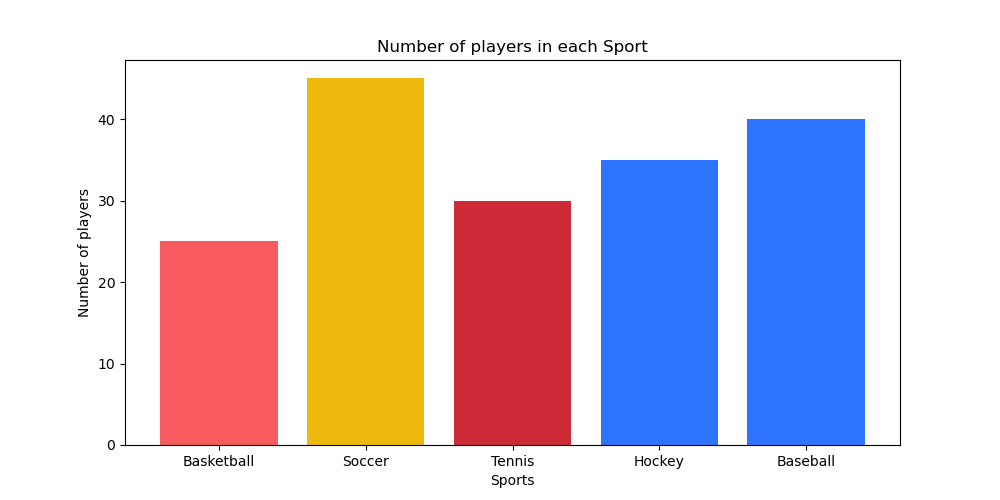 Number of players in each Sport
Number of players
40
30
20
10
0
Basketball Soccer Tennis Hockey Baseball
Sports